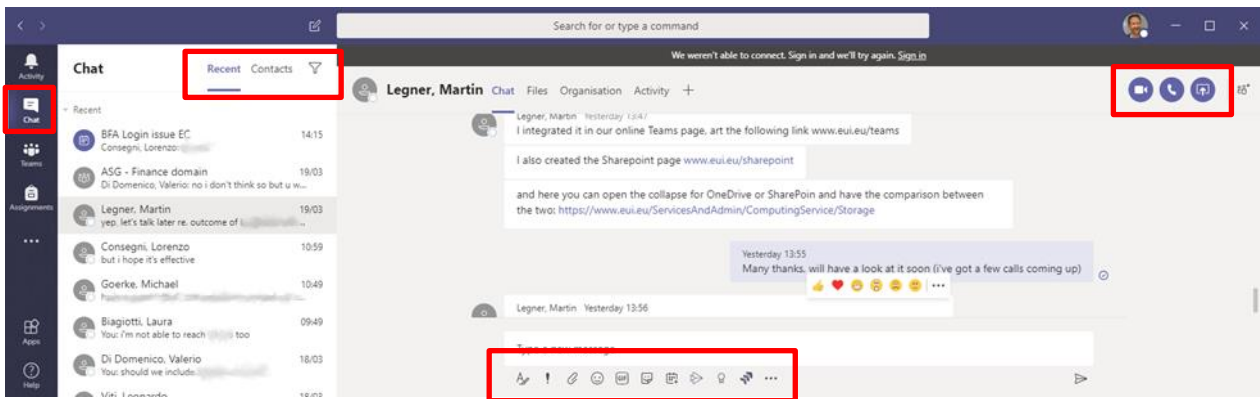 Search for or type a command
We weren't able to connect. Sign in and we'll try again. Sign in
Activity
Chat
Teams
Assignments
Apps
Help
Chat
Recent Contacts
Recent
BFA Login issue EC 14:15
Consegni, Lorenzo:
ASG - Finance domain 19/03
Di Domenico, Valerio: no i don't think so but u w...
Legner, Martin 19/03
yep, let's talk later re. outcome of ...
Consegni, Lorenzo 10:59
but i hope it's effective
Goerke, Michael 10:49
Biagiotti, Laura 09:49
You: i'm not able to reach too
Di Domenico, Valerio 18/03
You: should we include
Viti, Leonardo 18/03
Legner, Martin Chat Files Organisation Activity
Legner, Martin Yesterday 13:47
I integrated it in our online Teams page, art the following link www.eui.eu/teams
I also created the Sharepoint page www.eui.eu/sharepoint
and here you can open the collapse for OneDrive or SharePoin and have the comparison between
the two: https://www.eui.eu/ServicesAndAdmin/ComputingService/Storage
Yesterday 13:55
Many thanks, will have a look at it soon (i've got a few calls coming up)
Legner, Martin Yesterday 13:56
Type a new message
GIF